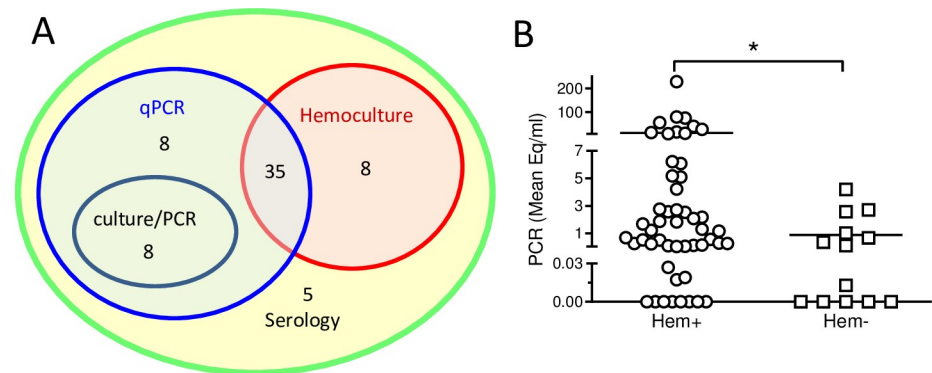 A
qPCR
8
Hemoculture
35
8
culture/PCR
8
5
Serology
B
*
PCR (Mean Eq/ml)
200
100
7
5
3
1
0.03
0.00
Hem+
Hem-